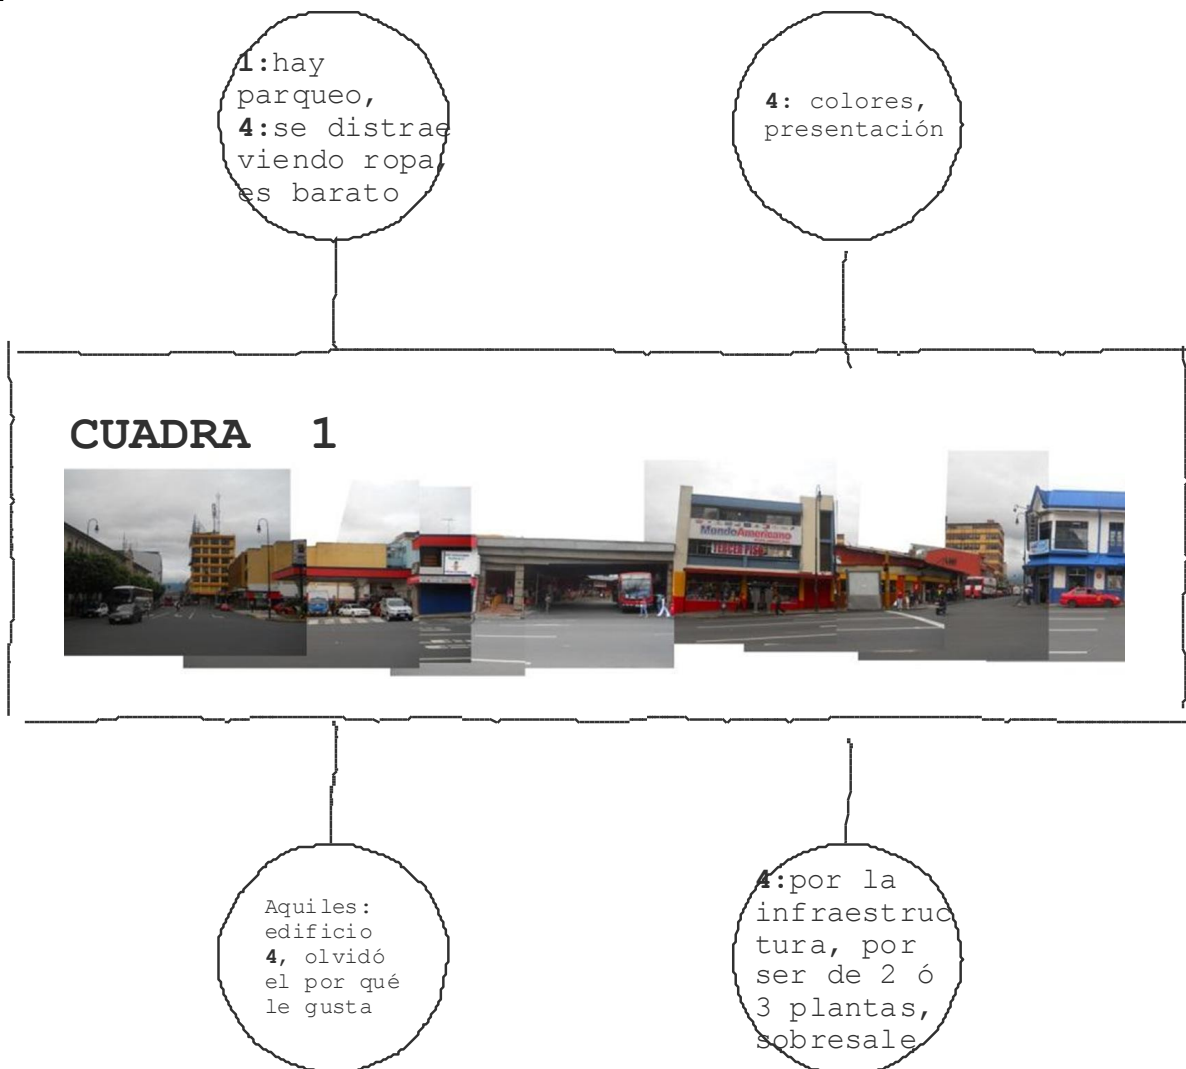 1:hay
parqueo,
4:se distrae
viendo ropa,
es barato
4: colores,
presentación
CUADRA 1
MondoAmericano
TERCER PISO
Aquiles:
edificio
4, olvidó
el por qué
le gusta
4:por la
infraestruc
tura, por
ser de 2 ó
3 plantas,
sobresale